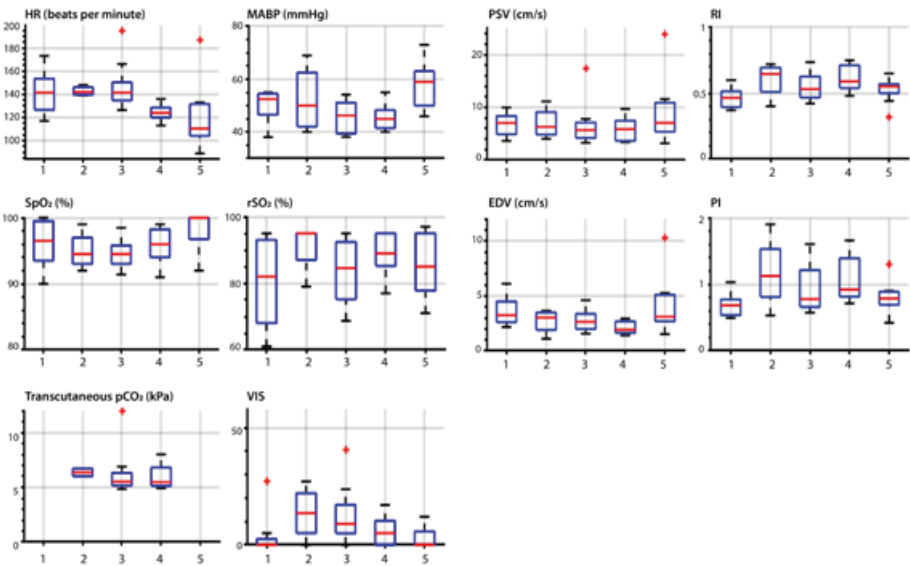 HR (beats per minute) MABP (mmHg) PSV (cm/s) RI
200 80 20 1
180
160 60
140 10 0.5
120 40
100 0 0
1 2 3 4 5 1 2 3 4 5 1 2 3 4 5 1 2 3 4 5
SpO₂ (%) rSO₂ (%) EDV (cm/s) PI
100 100 10 2
90 80 5 1
80 60 0 0
1 2 3 4 5 1 2 3 4 5 1 2 3 4 5 1 2 3 4 5
Transcutaneous pCO₂ (kPa) VIS
10 50
5
0 0
1 2 3 4 5 1 2 3 4 5